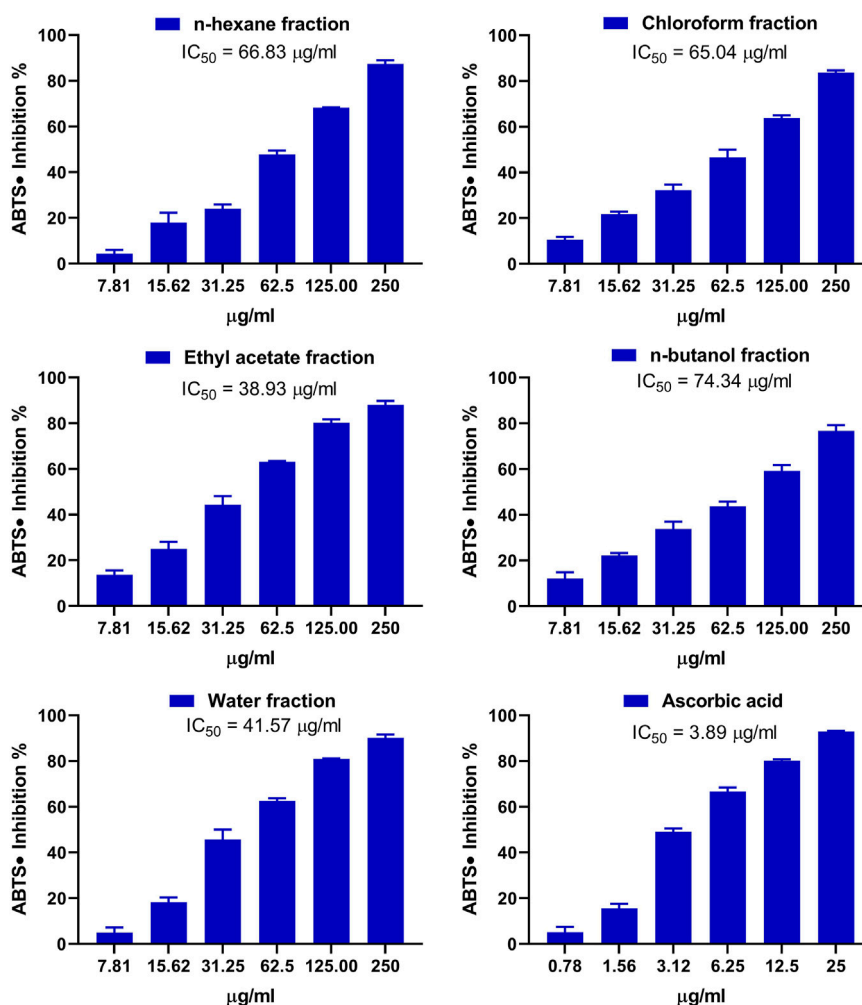 n-hexane fraction
IC50 = 66.83 μg/ml
ABTS• Inhibition %
100
80
60
40
20
0
7.81 15.62 31.25 62.5 125.00 250
μg/ml
Chloroform fraction
IC50 = 65.04 μg/ml
ABTS• Inhibition %
100
80
60
40
20
0
7.81 15.62 31.25 62.5 125.00 250
μg/ml
Ethyl acetate fraction
IC50 = 38.93 μg/ml
ABTS• Inhibition %
100
80
60
40
20
0
7.81 15.62 31.25 62.5 125.00 250
μg/ml
n-butanol fraction
IC50 = 74.34 μg/ml
ABTS• Inhibition %
100
80
60
40
20
0
7.81 15.62 31.25 62.5 125.00 250
μg/ml
Water fraction
IC50 = 41.57 μg/ml
ABTS• Inhibition %
100
80
60
40
20
0
7.81 15.62 31.25 62.5 125.00 250
μg/ml
Ascorbic acid
IC50 = 3.89 μg/ml
ABTS• Inhibition %
100
80
60
40
20
0
0.78 1.56 3.12 6.25 12.5 25
μg/ml